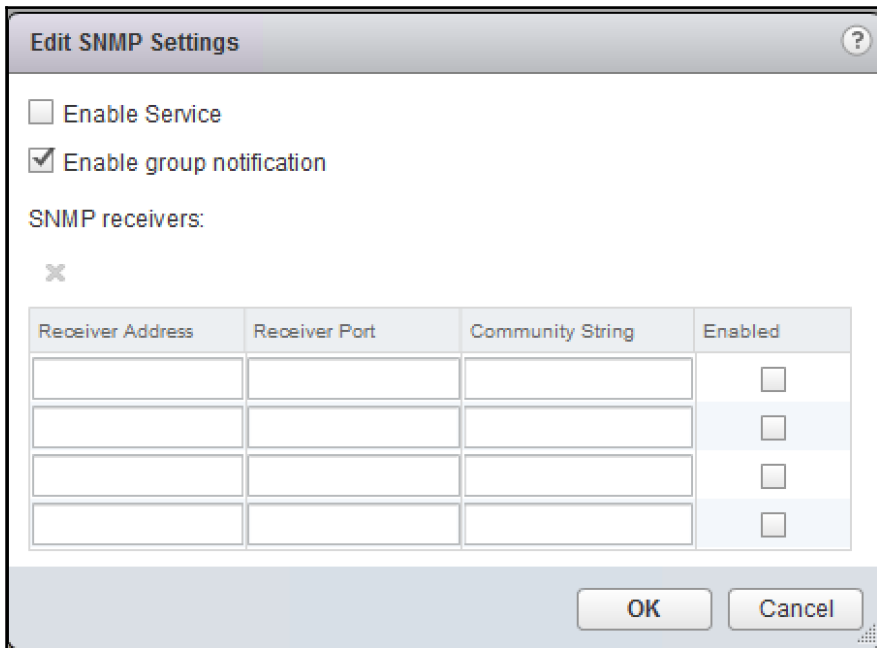 Edit SNMP Settings
?
Enable Service
Enable group notification
SNMP receivers:
Receiver Address Receiver Port Community String Enabled
OK Cancel